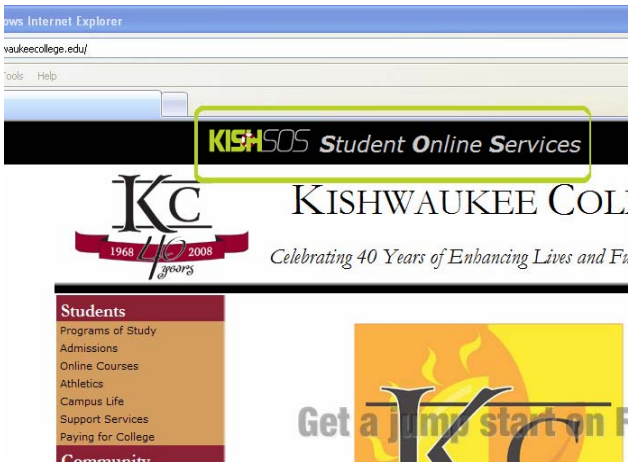 ows Internet Explorer
waukeecollege.edu/
Tools Help
KISHSOS Student Online Services
KC
1968 40 2008
years
KISHWAUKEE COL
Celebrating 40 Years of Enhancing Lives and Fu
Students
Programs of Study
Admissions
Online Courses
Athletics
Campus Life
Support Services
Paying for College
Community
Get a jump start on F
KC